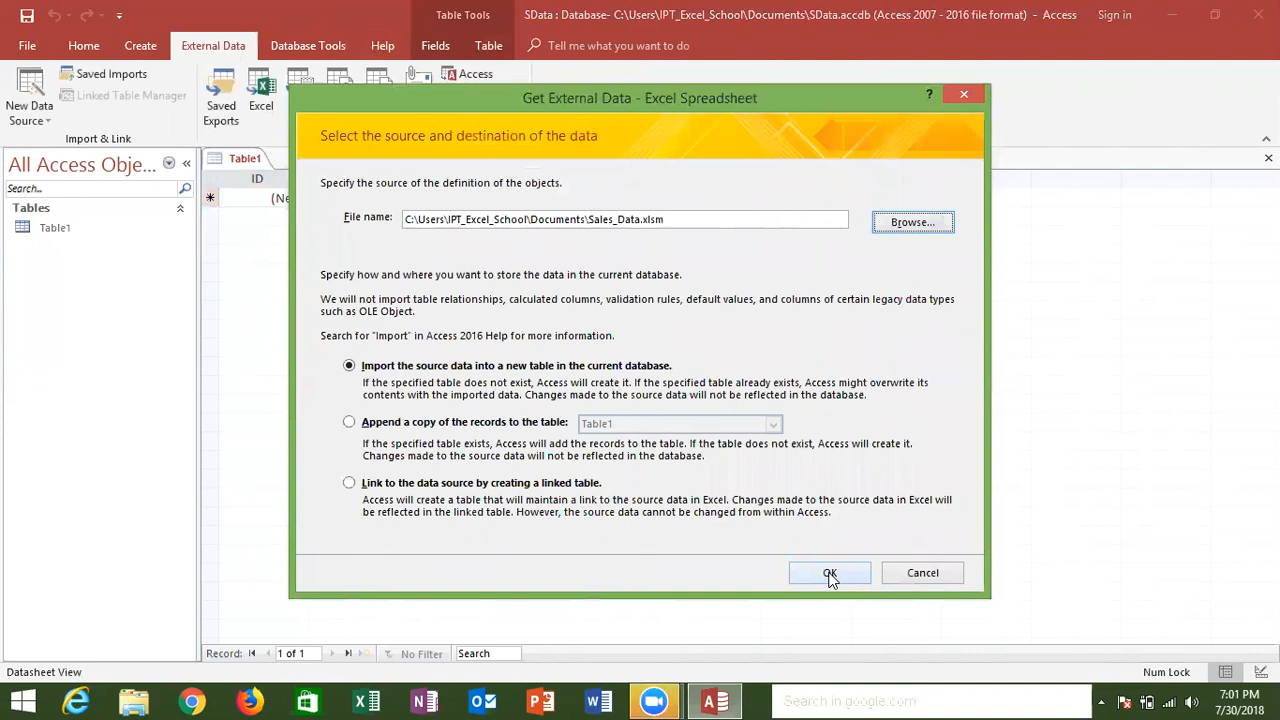 Table Tools
SData : Database- C:\Users\IPT_Excel_School\Documents\SData.accdb (Access 2007 - 2016 file format) - Access
Sign in
File
Home
Create
External Data
Database Tools
Help
Fields
Table
Tell me what you want to do
New Data
Source
Saved Imports
Linked Table Manager
Import & Link
Saved
Exports
Excel
Access
Get External Data - Excel Spreadsheet
?
Select the source and destination of the data
All Access Obje...
Search...
Tables
Table1
Table1
ID
(Ne
Specify the source of the definition of the objects.
File name:
C:\Users\IPT_Excel_School\Documents\Sales_Data.xlsm
Browse...
Specify how and where you want to store the data in the current database.
We will not import table relationships, calculated columns, validation rules, default values, and columns of certain legacy data types
such as OLE Object.
Search for "Import" in Access 2016 Help for more information.
Import the source data into a new table in the current database.
If the specified table does not exist, Access will create it. If the specified table already exists, Access might overwrite its
contents with the imported data. Changes made to the source data will not be reflected in the database.
Append a copy of the records to the table:
Table1
If the specified table exists, Access will add the records to the table. If the table does not exist, Access will create it.
Changes made to the source data will not be reflected in the database.
Link to the data source by creating a linked table.
Access will create a table that will maintain a link to the source data in Excel. Changes made to the source data in Excel will
be reflected in the linked table. However, the source data cannot be changed from within Access.
OK
Cancel
Record:
1 of 1
No Filter
Search
Datasheet View
Num Lock
Search in google.com
7:01 PM
7/30/2018